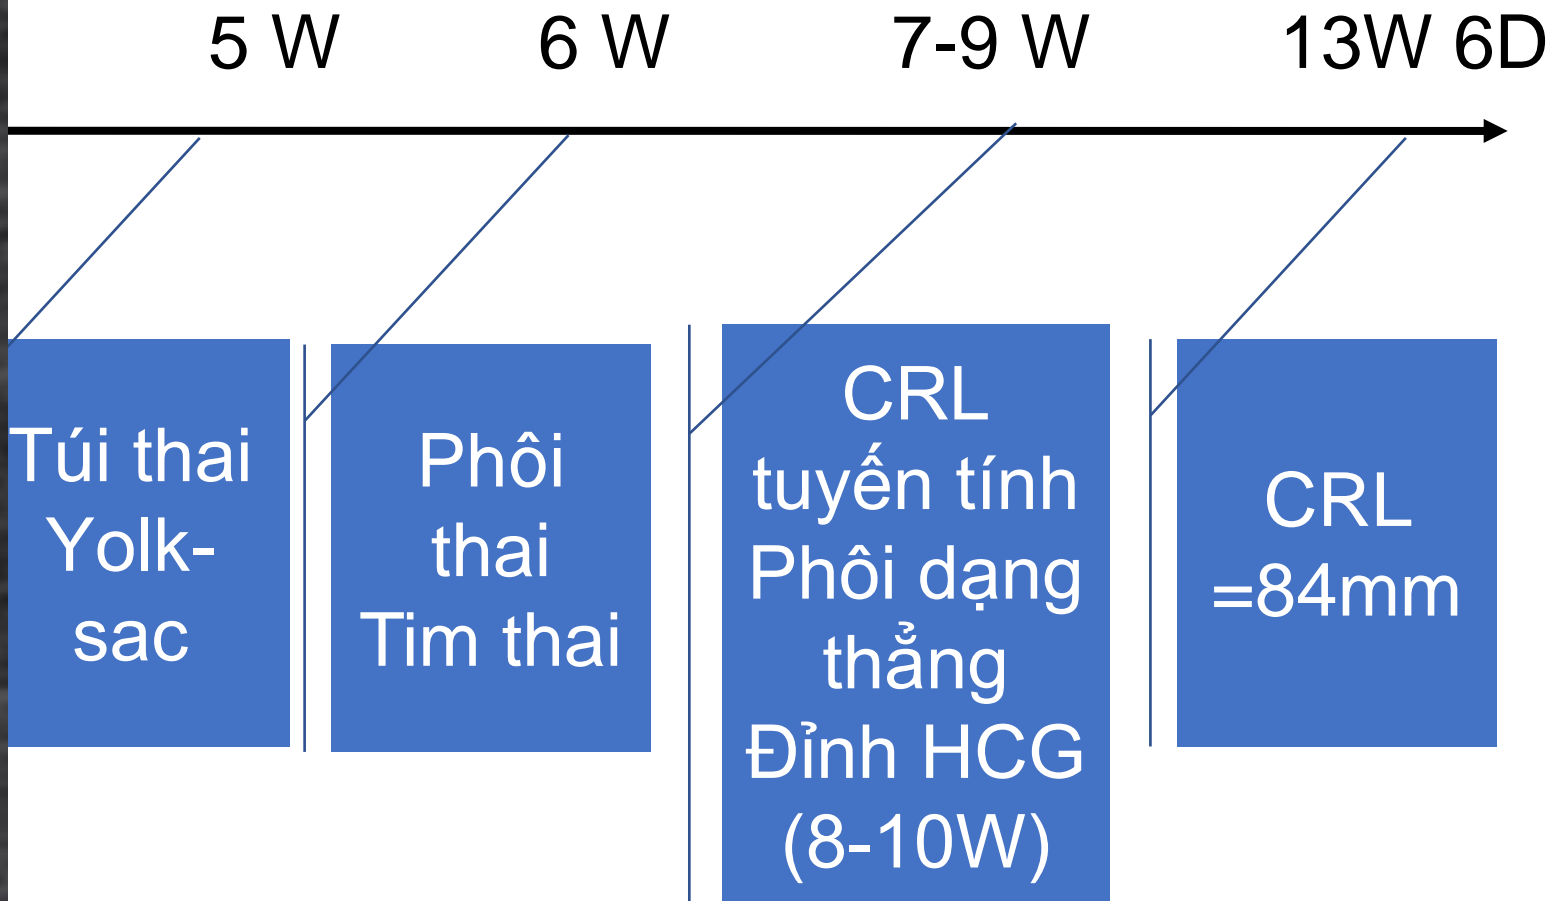 5 W
6 W
7-9 W
13W 6D
Túi thai
Yolk-
sac
Phôi
thai
Tim thai
CRL
tuyến tính
Phôi dạng
thẳng
Đỉnh HCG
(8-10W)
CRL
=84mm